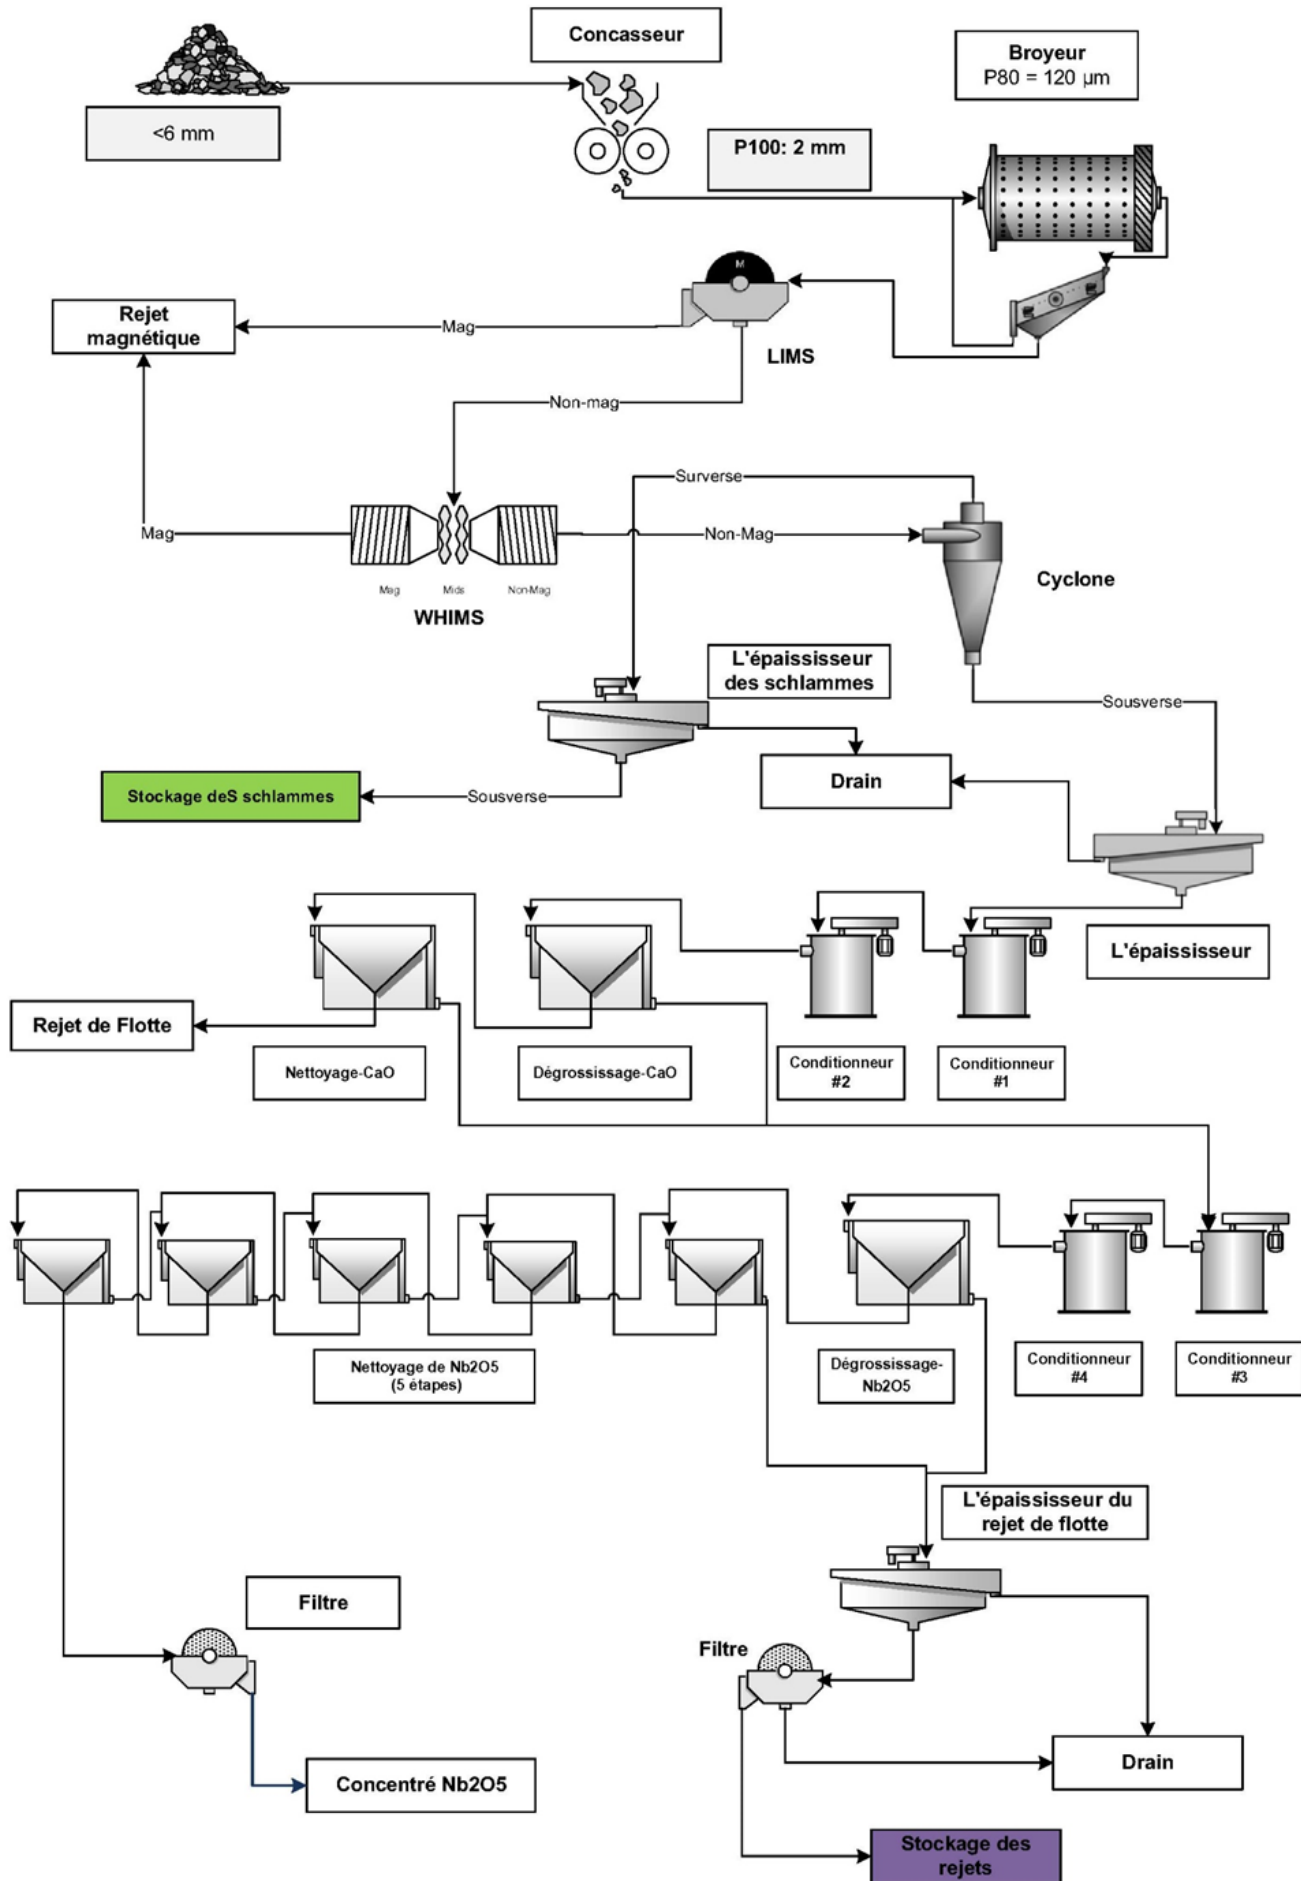 Concasseur
Broyeur
P80 = 120 µm
<6 mm
P100: 2 mm
M
Rejet
magnétique
Mag
LIMS
Non-mag
Surverse
Mag
Non-Mag
Mag
Mids
Non-Mag
WHIMS
Cyclone
L'épaississeur
des schlammes
Sousverse
Drain
Stockage deS schlammes
Sousverse
L'épaississeur
Rejet de Flotte
Nettoyage-CaO
Dégrossissage-CaO
Conditionneur
#2
Conditionneur
#1
Nettoyage de Nb2O5
(5 étapes)
Dégrossissage-
Nb2O5
Conditionneur
#4
Conditionneur
#3
L'épaississeur du
rejet de flotte
Filtre
Filtre
Concentré Nb2O5
Drain
Stockage des
rejets